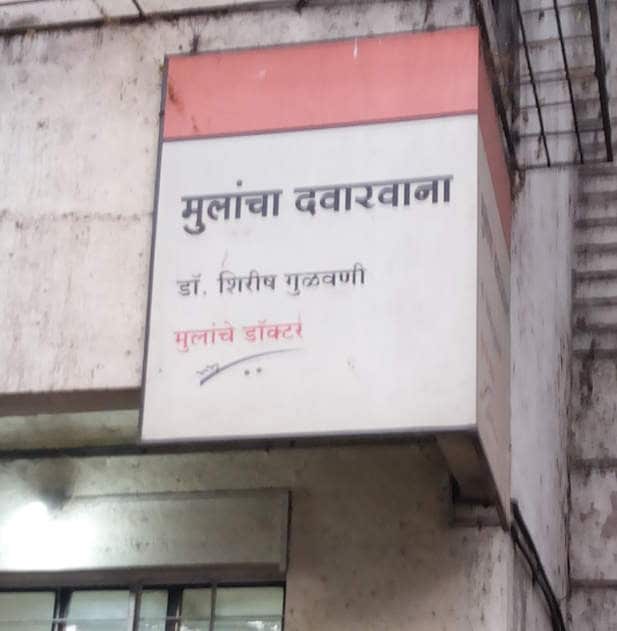 मुलांचा दवाखाना
डॉ. शिरीष गुळवणी
मुलांचे डॉक्टर